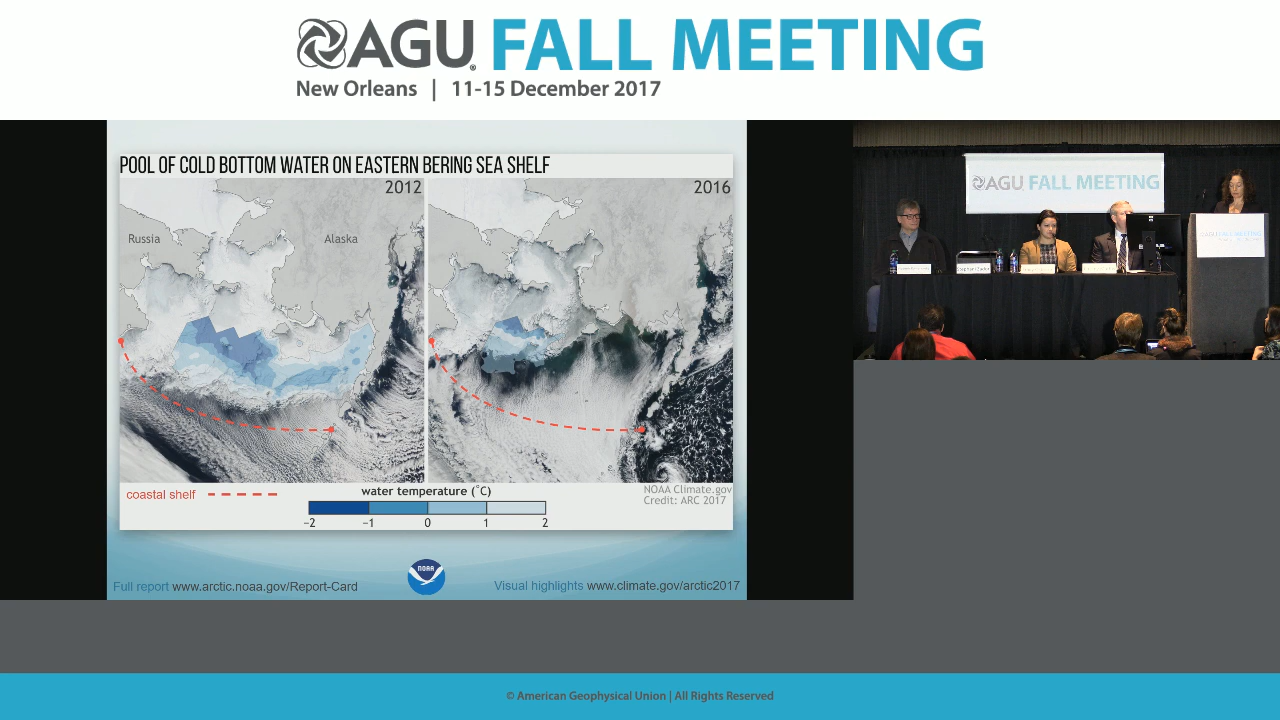 AGU FALL MEETING
New Orleans | 11-15 December 2017
POOL OF COLD BOTTOM WATER ON EASTERN BERING SEA SHELF
2012
2016
Russia
Alaska
coastal shelf
water temperature (°C)
−2 −1 0 1 2
NOAA Climate.gov
Credit: ARC 2017
NOAA
Full report www.arctic.noaa.gov/Report-Card
Visual highlights www.climate.gov/arctic2017
AGU FALL MEETING
AGU FALL MEETING
© American Geophysical Union | All Rights Reserved